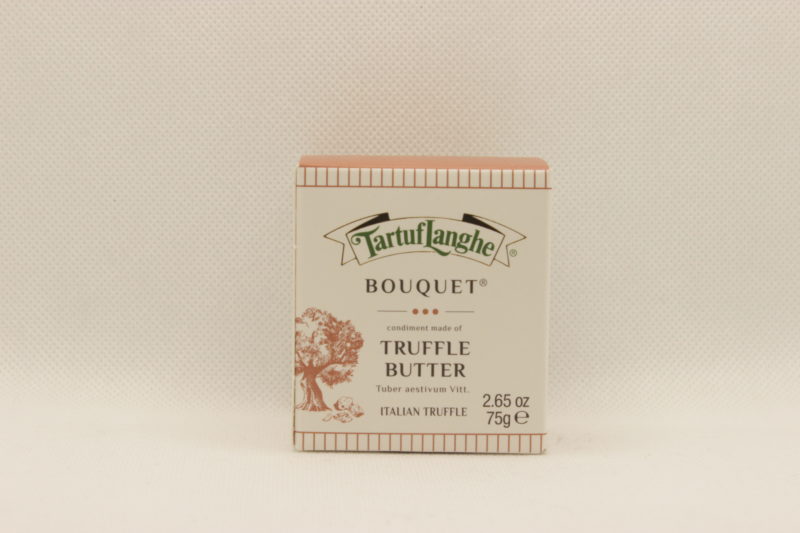 TartufLanghe®
BOUQUET®
condiment made of
TRUFFLE
BUTTER
Tuber aestivum Vitt.
ITALIAN TRUFFLE
2.65 oz
75g ℮